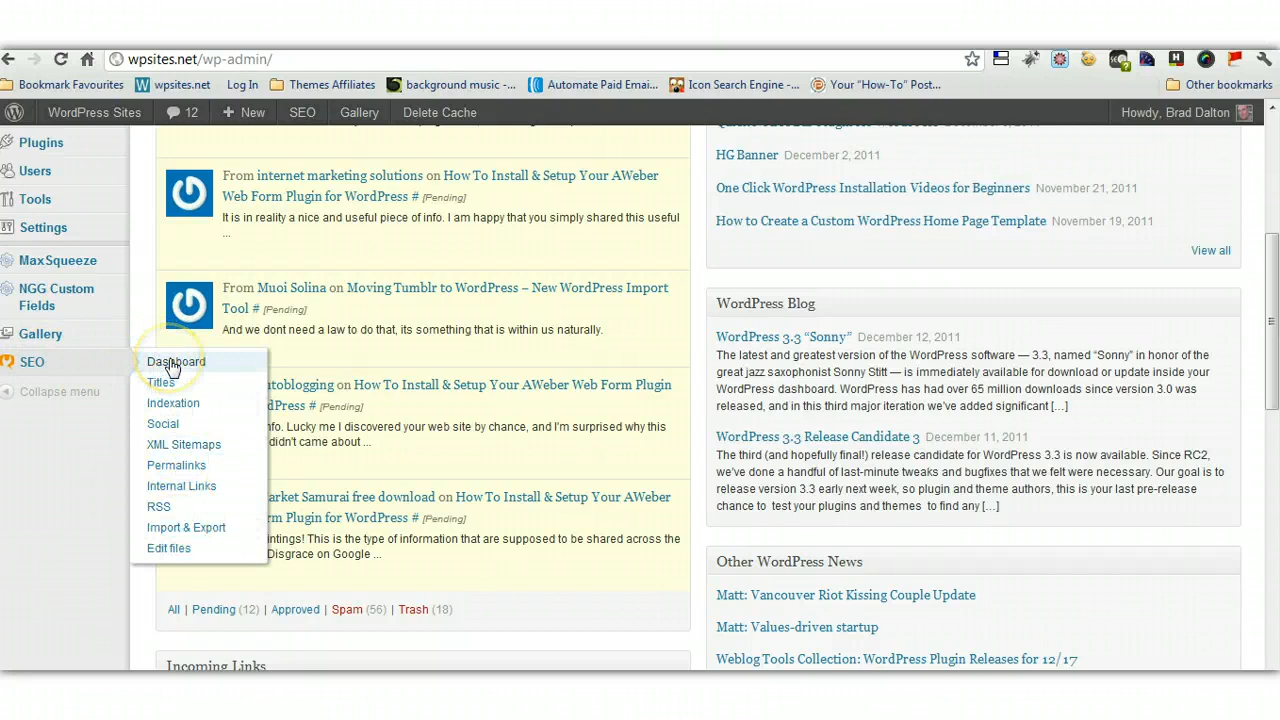 wpsites.net/wp-admin/
Bookmark Favourites
wpsites.net
Log In
Themes Affiliates
background music -...
Automate Paid Email...
Icon Search Engine -...
Your “How-To” Post...
Other bookmarks
WordPress Sites
12
+ New
SEO
Gallery
Delete Cache
Howdy, Brad Dalton
Plugins
Users
Tools
Settings
MaxSqueeze
NGG Custom
Fields
Gallery
SEO
Collapse menu
Dashboard
Titles
Indexation
Social
XML Sitemaps
Permalinks
Internal Links
RSS
Import & Export
Edit files
From internet marketing solutions on How To Install & Setup Your AWeber
Web Form Plugin for WordPress # [Pending]
It is in reality a nice and useful piece of info. I am happy that you simply shared this useful
...
From Muoi Solina on Moving Tumblr to WordPress – New WordPress Import
Tool # [Pending]
And we dont need a law to do that, its something that is within us naturally.
utoblogging on How To Install & Setup Your AWeber Web Form Plugin
dPress # [Pending]
nfo. Lucky me I discovered your web site by chance, and I'm surprised why this
didn't came about ...
arket Samurai free download on How To Install & Setup Your AWeber
rm Plugin for WordPress # [Pending]
intings! This is the type of information that are supposed to be shared across the
Disgrace on Google ...
All | Pending (12) | Approved | Spam (56) | Trash (18)
Incoming Links
December 6, 2011
HG Banner December 2, 2011
One Click WordPress Installation Videos for Beginners November 21, 2011
How to Create a Custom WordPress Home Page Template November 19, 2011
View all
WordPress Blog
WordPress 3.3 “Sonny” December 12, 2011
The latest and greatest version of the WordPress software — 3.3, named “Sonny” in honor of the
great jazz saxophonist Sonny Stitt — is immediately available for download or update inside your
WordPress dashboard. WordPress has had over 65 million downloads since version 3.0 was
released, and in this third major iteration we’ve added significant [...]
WordPress 3.3 Release Candidate 3 December 11, 2011
The third (and hopefully final!) release candidate for WordPress 3.3 is now available. Since RC2,
we’ve done a handful of last-minute tweaks and bugfixes that we felt were necessary. Our goal is to
release version 3.3 early next week, so plugin and theme authors, this is your last pre-release
chance to test your plugins and themes to find any [...]
Other WordPress News
Matt: Vancouver Riot Kissing Couple Update
Matt: Values-driven startup
Weblog Tools Collection: WordPress Plugin Releases for 12/17